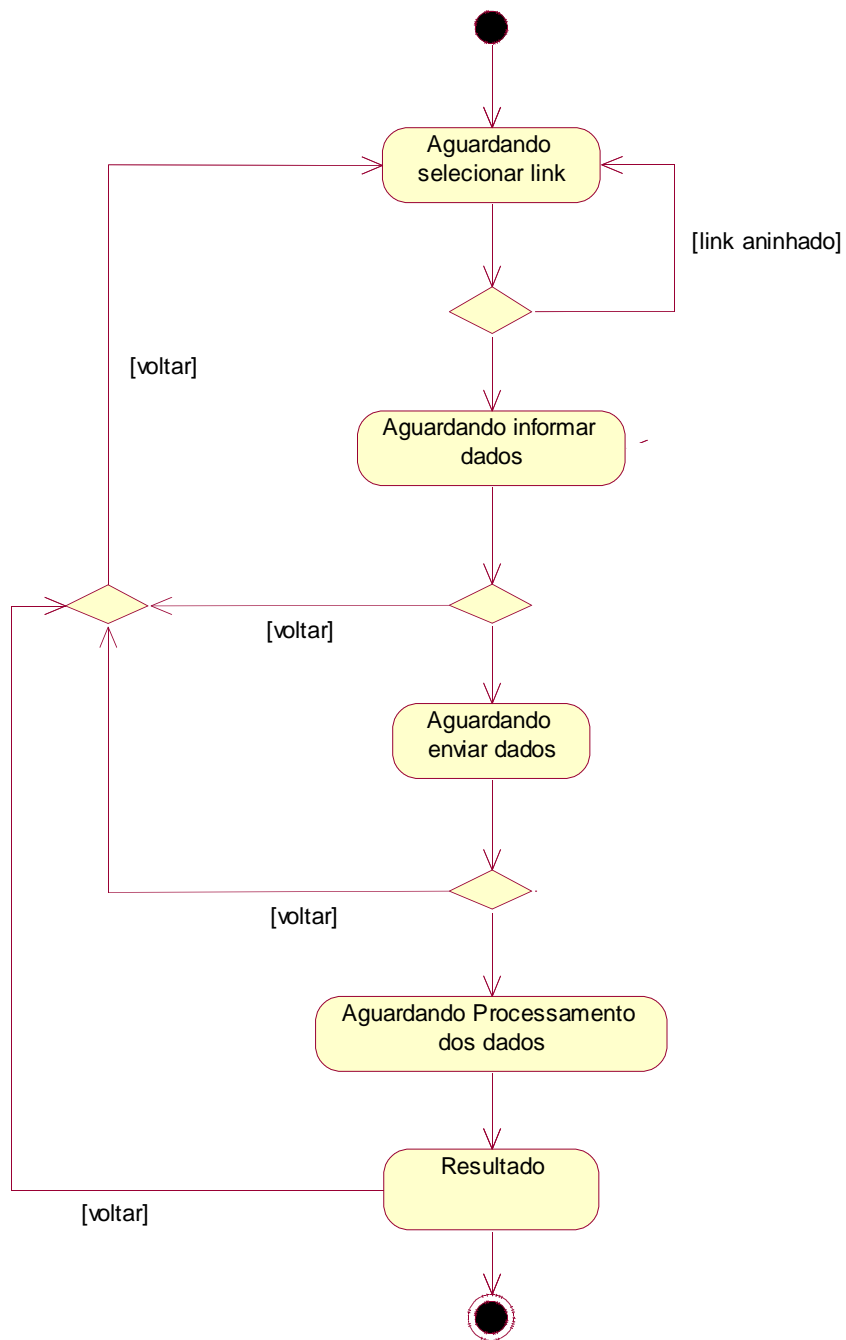 Aguardando
selecionar link
[link aninhado]
[voltar]
Aguardando informar
dados
[voltar]
Aguardando
enviar dados
[voltar]
Aguardando Processamento
dos dados
Resultado
[voltar]